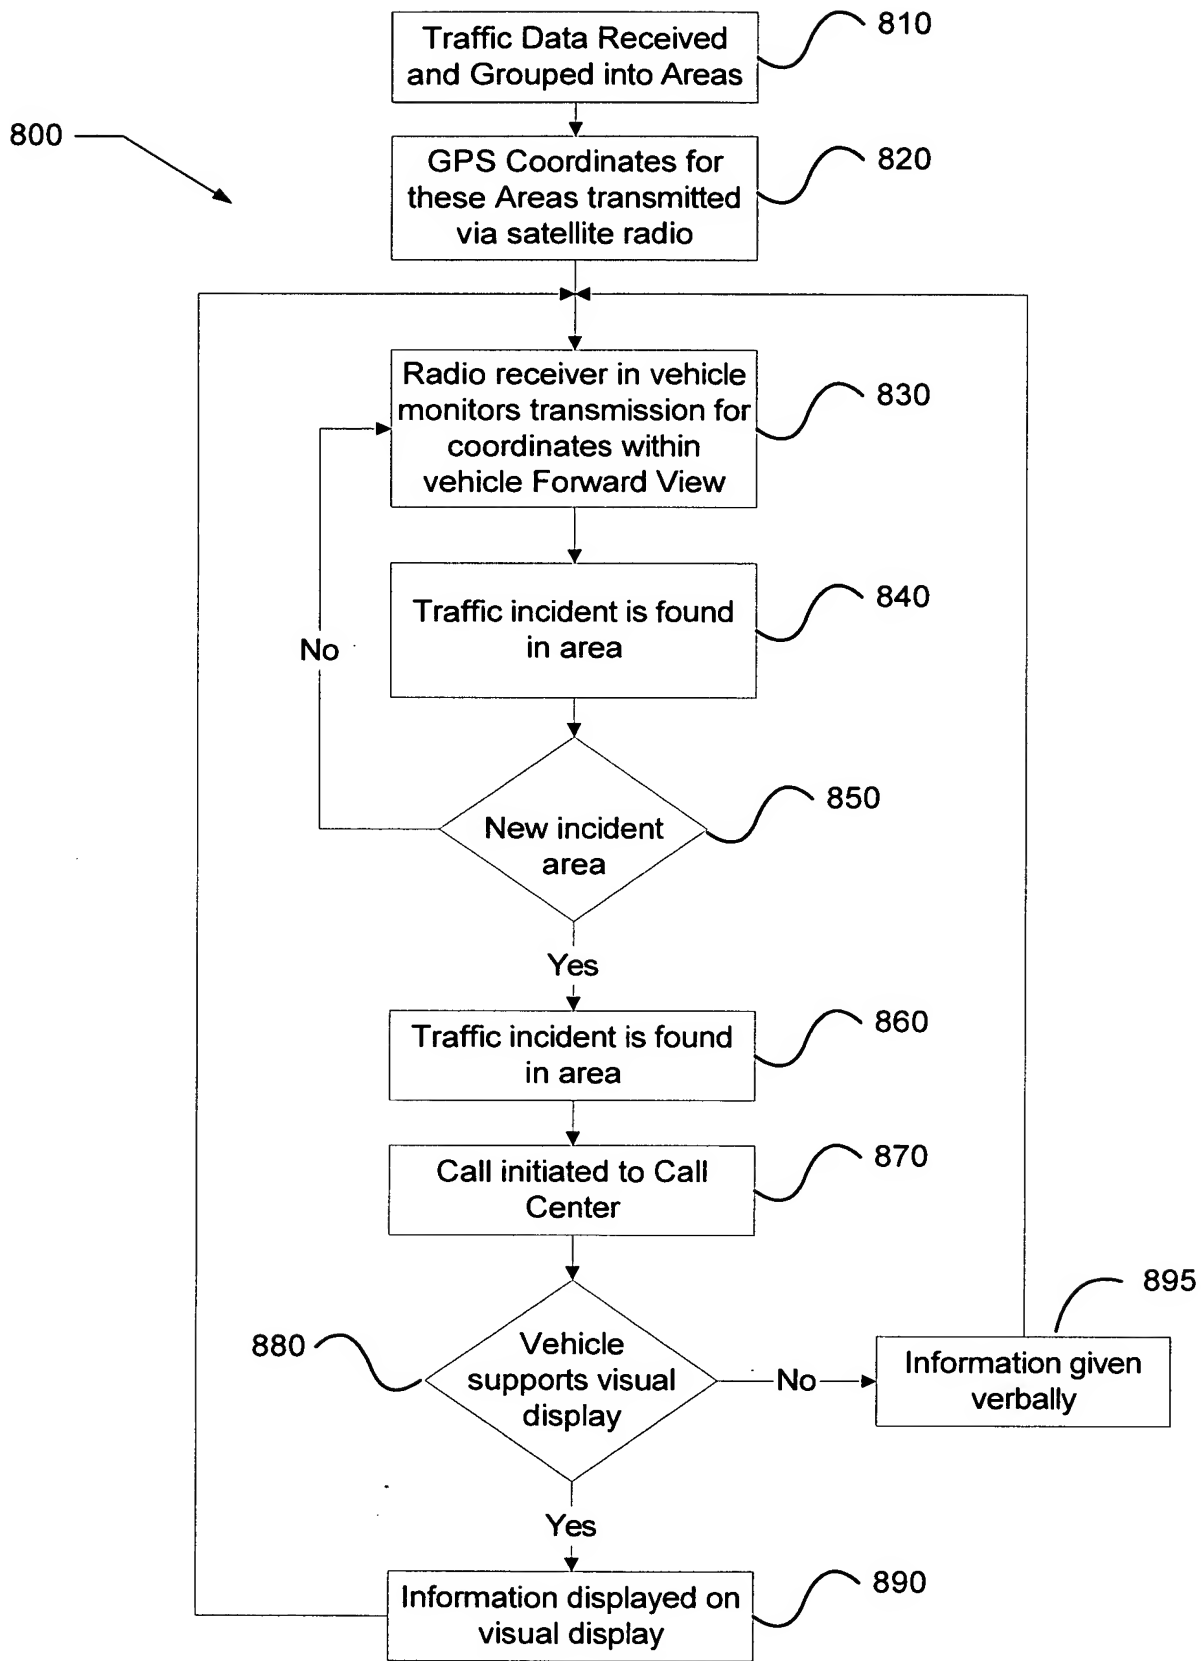 810
Traffic Data Received
and Grouped into Areas
800
820
GPS Coordinates for
these Areas transmitted
via satellite radio
Radio receiver in vehicle
monitors transmission for
coordinates within
vehicle Forward View
830
Traffic incident is found
in area
840
No
850
New incident
area
Yes
860
Traffic incident is found
in area
870
Call initiated to Call
Center
880
Vehicle
supports visual
display
No
895
Information given
verbally
Yes
890
Information displayed on
visual display